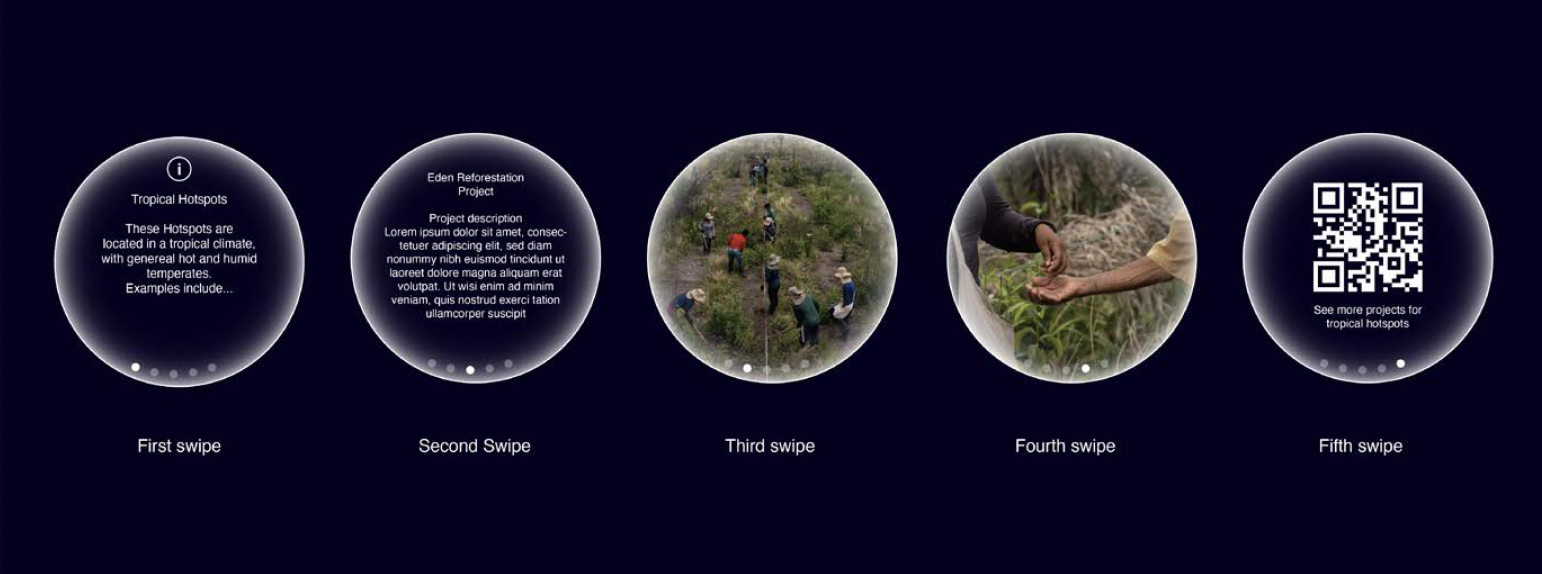 i
Tropical Hotspots
These Hotspots are
located in a tropical climate,
with genereal hot and humid
temperates.
Examples include...
Eden Reforestation
Project
Project description
Lorem ipsum dolor sit amet, consec-
tetuer adipiscing elit, sed diam
nonummy nibh euismod tincidunt ut
laoreet dolore magna aliquam erat
volutpat. Ut wisi enim ad minim
veniam, quis nostrud exerci tation
ullamcorper suscipit
See more projects for
tropical hotspots
First swipe
Second Swipe
Third swipe
Fourth swipe
Fifth swipe